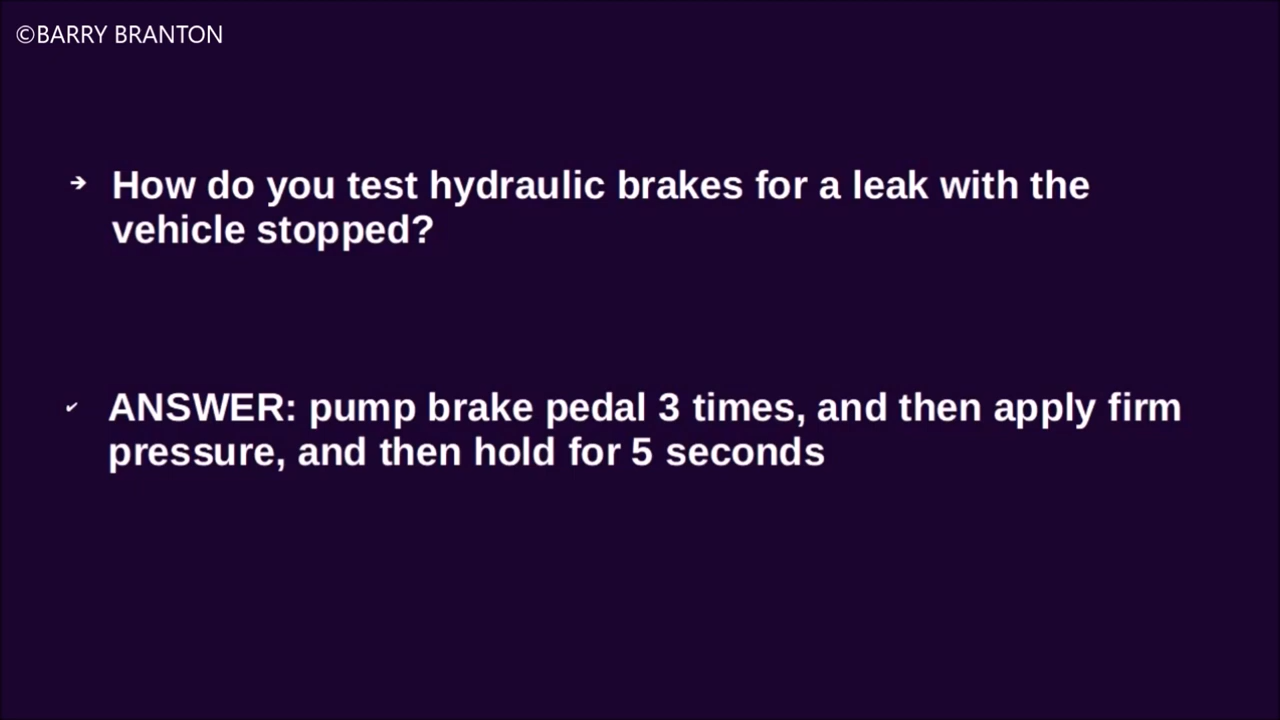 ©BARRY BRANTON
➔ How do you test hydraulic brakes for a leak with the
vehicle stopped?
✔ ANSWER: pump brake pedal 3 times, and then apply firm
pressure, and then hold for 5 seconds